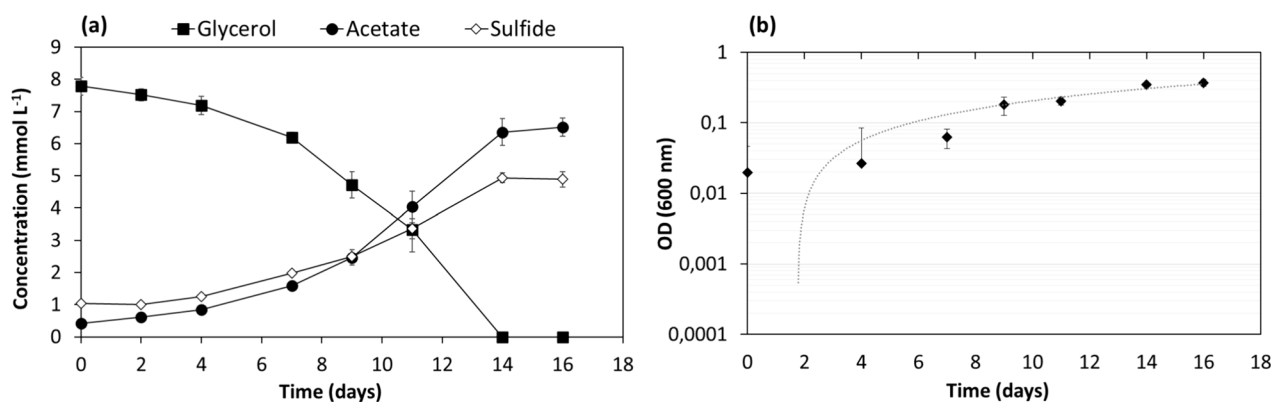 (a)
Glycerol Acetate Sulfide
9
8
7
6
5
4
3
2
1
0
Concentration (mmol L-1)
0 2 4 6 8 10 12 14 16 18
Time (days)
(b)
1
0,1
0,01
0,001
0,0001
OD (600 nm)
0 2 4 6 8 10 12 14 16 18
Time (days)